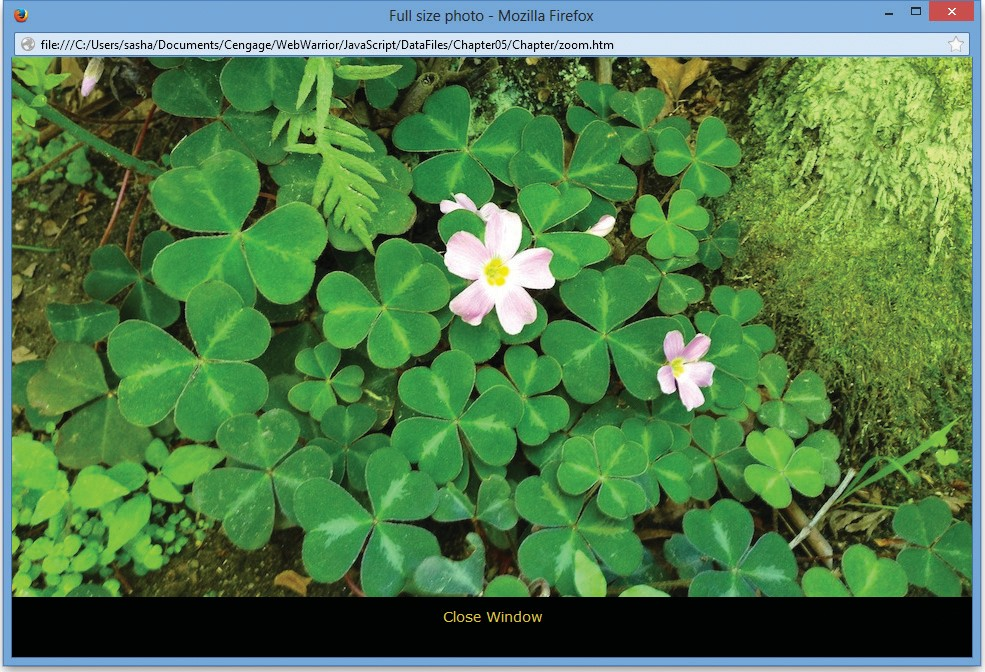 Full size photo - Mozilla Firefox
file:///C:/Users/sasha/Documents/Cengage/WebWarrior/JavaScript/DataFiles/Chapter05/Chapter/zoom.htm
Close Window